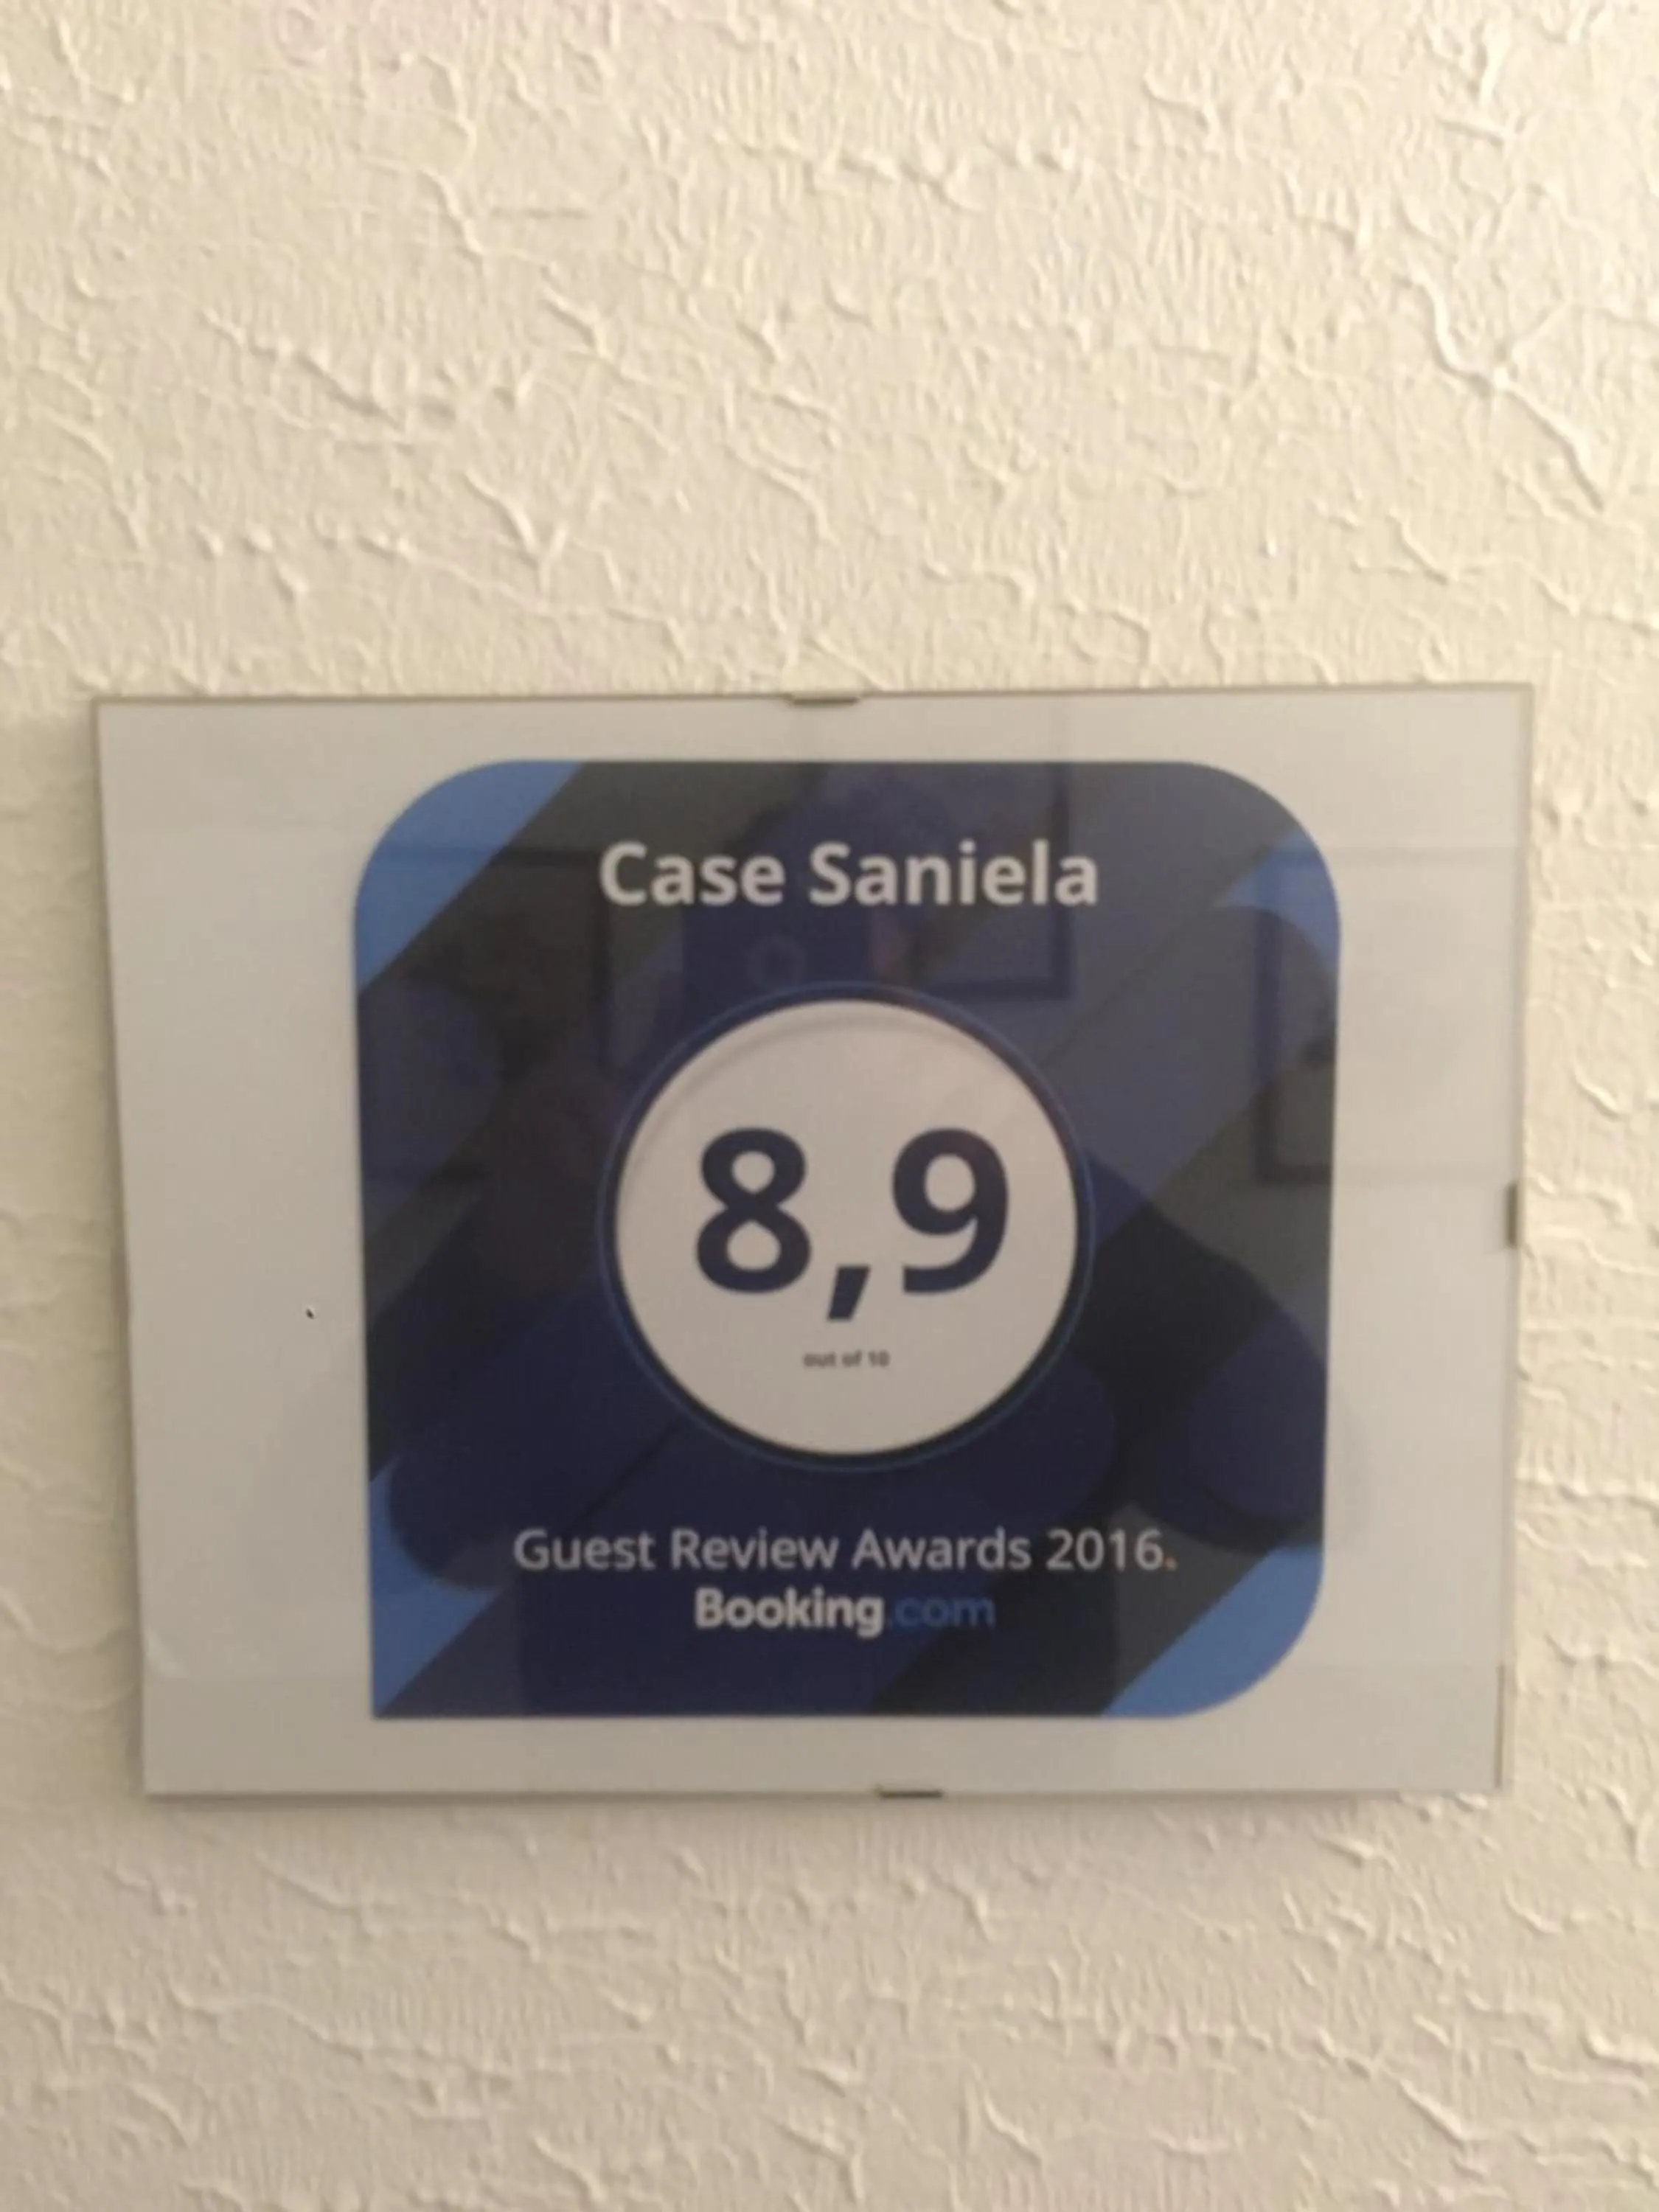 Case Saniela
8,9
out of 10
Guest Review Awards 2016.
Booking.com